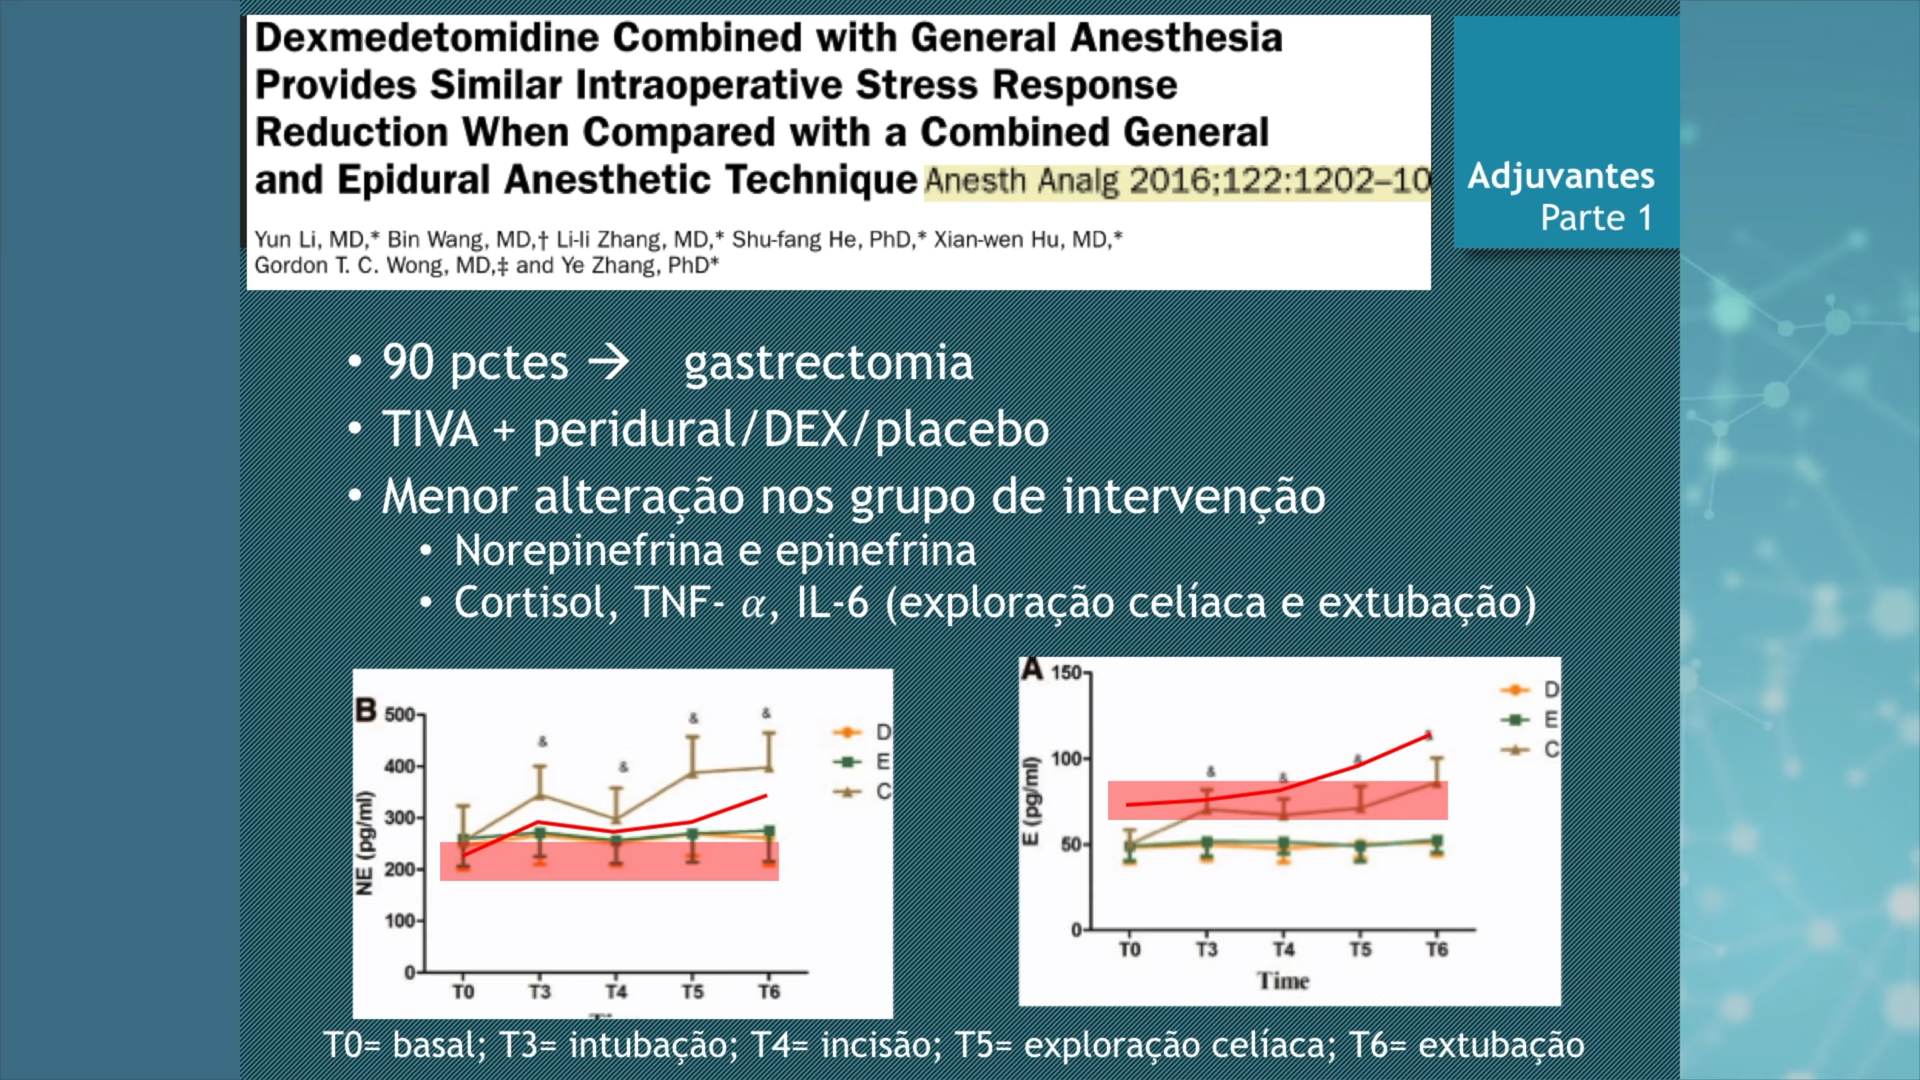 Dexmedetomidine Combined with General Anesthesia
Provides Similar Intraoperative Stress Response
Reduction When Compared with a Combined General
and Epidural Anesthetic Technique Anesth Analg 2016;122:1202–10
Yun Li, MD,* Bin Wang, MD,† Li-li Zhang, MD,* Shu-fang He, PhD,* Xian-wen Hu, MD,*
Gordon T. C. Wong, MD,‡ and Ye Zhang, PhD*
Adjuvantes
Parte 1
• 90 pctes → gastrectomia
• TIVA + peridural/DEX/placebo
• Menor alteração nos grupo de intervenção
• Norepinefrina e epinefrina
• Cortisol, TNF- α, IL-6 (exploração celíaca e extubação)
B
NE (pg/ml)
500
400
300
200
100
0
T0 T3 T4 T5 T6
& & & &
D
E
C
A
E (pg/ml)
150
100
50
0
T0 T3 T4 T5 T6
Time
& & & &
D
E
C
T0= basal; T3= intubação; T4= incisão; T5= exploração celíaca; T6= extubação